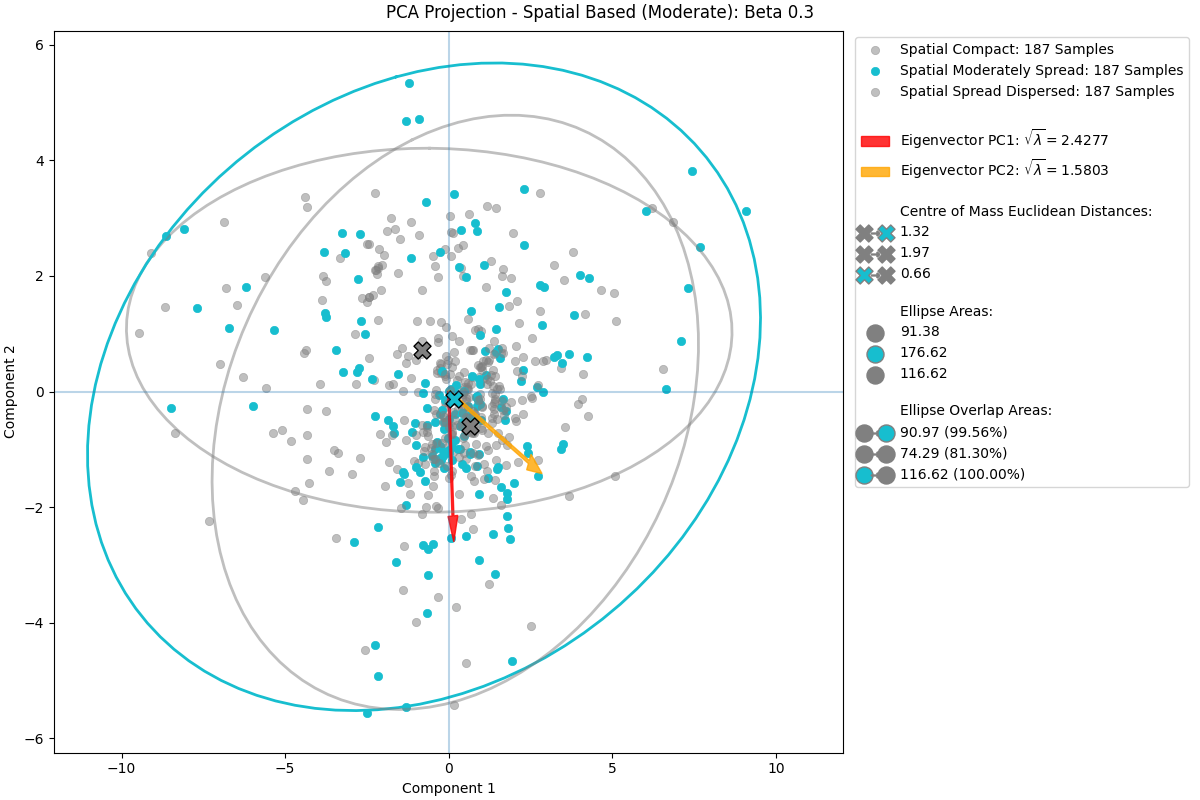 PCA Projection - Spatial Based (Moderate): Beta 0.3
Spatial Compact: 187 Samples
Spatial Moderately Spread: 187 Samples
Spatial Spread Dispersed: 187 Samples
Eigenvector PC1: √λ = 2.4277
Eigenvector PC2: √λ = 1.5803
Centre of Mass Euclidean Distances:
1.32
1.97
0.66
Ellipse Areas:
91.38
176.62
116.62
Ellipse Overlap Areas:
90.97 (99.56%)
74.29 (81.30%)
116.62 (100.00%)
Component 2
6
4
2
0
−2
−4
−6
−10
−5
0
5
10
Component 1